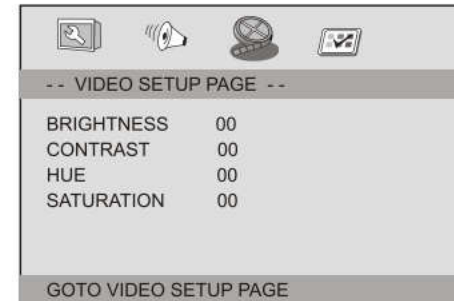 -- VIDEO SETUP PAGE --
BRIGHTNESS 00
CONTRAST 00
HUE 00
SATURATION 00
GOTO VIDEO SETUP PAGE